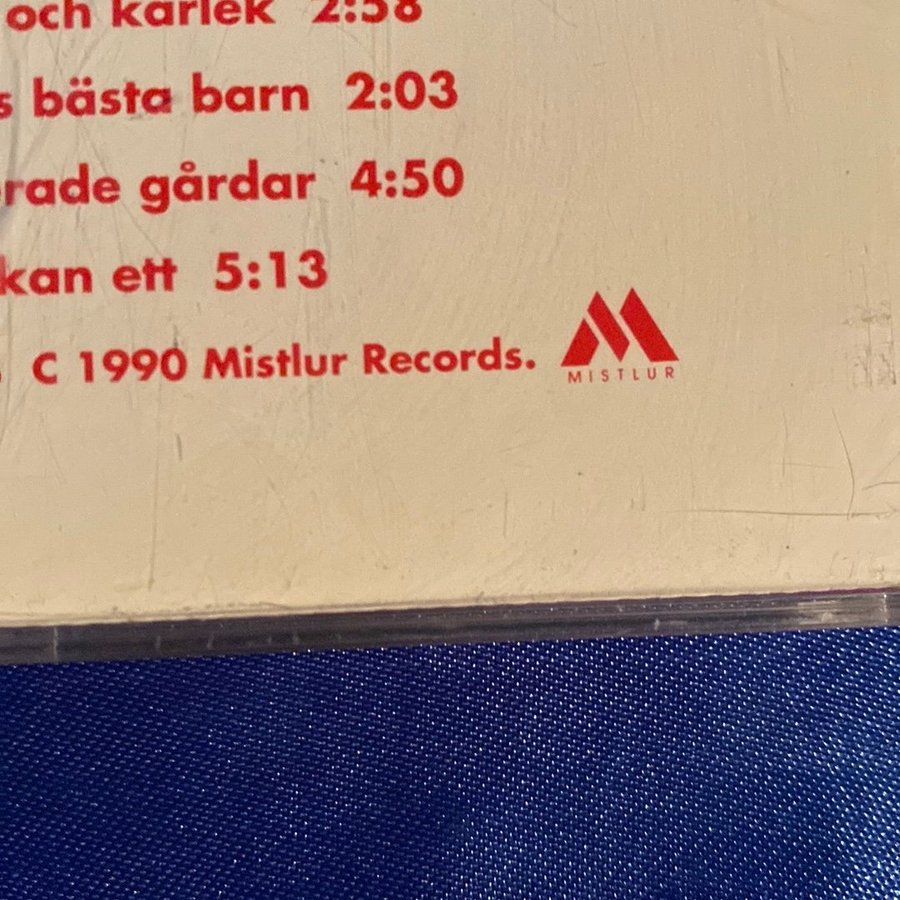 och kärlek 2:58
s bästa barn 2:03
rade gårdar 4:50
kan ett 5:13
C 1990 Mistlur Records.
MISTLUR